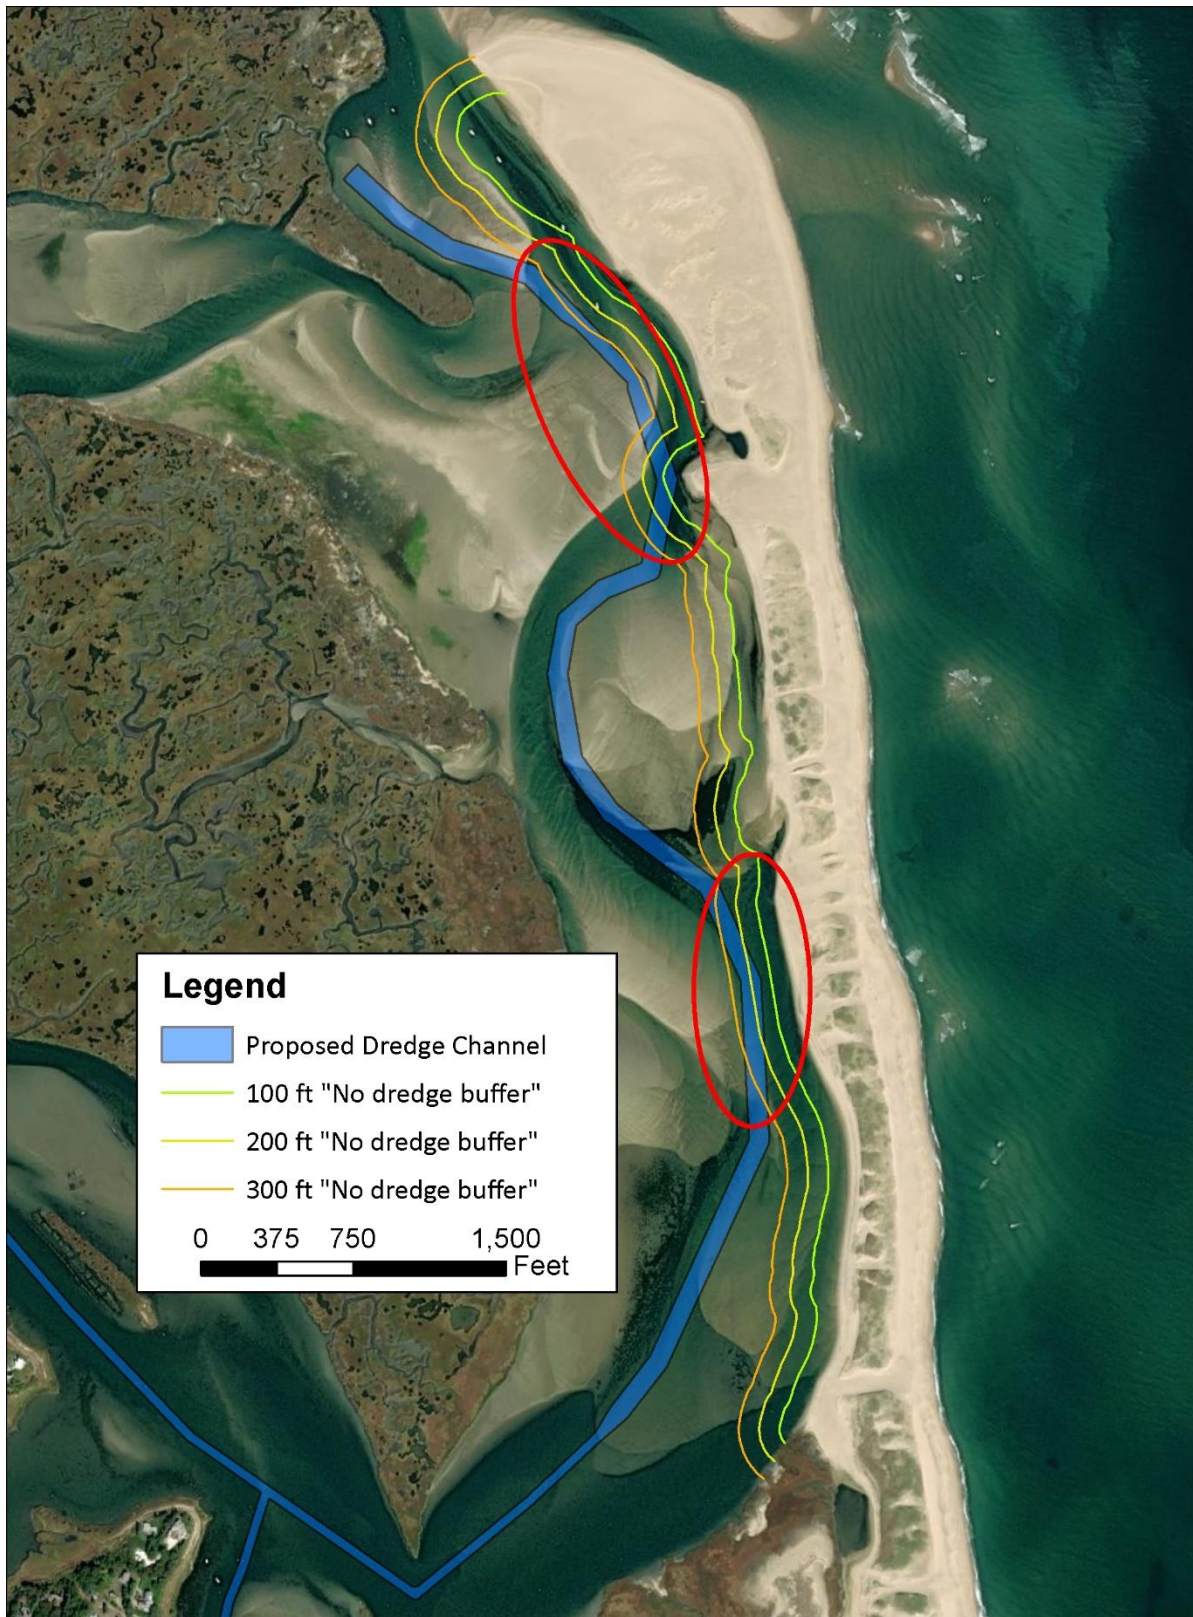 Legend
Proposed Dredge Channel
100 ft "No dredge buffer"
200 ft "No dredge buffer"
300 ft "No dredge buffer"
0 375 750 1,500
Feet